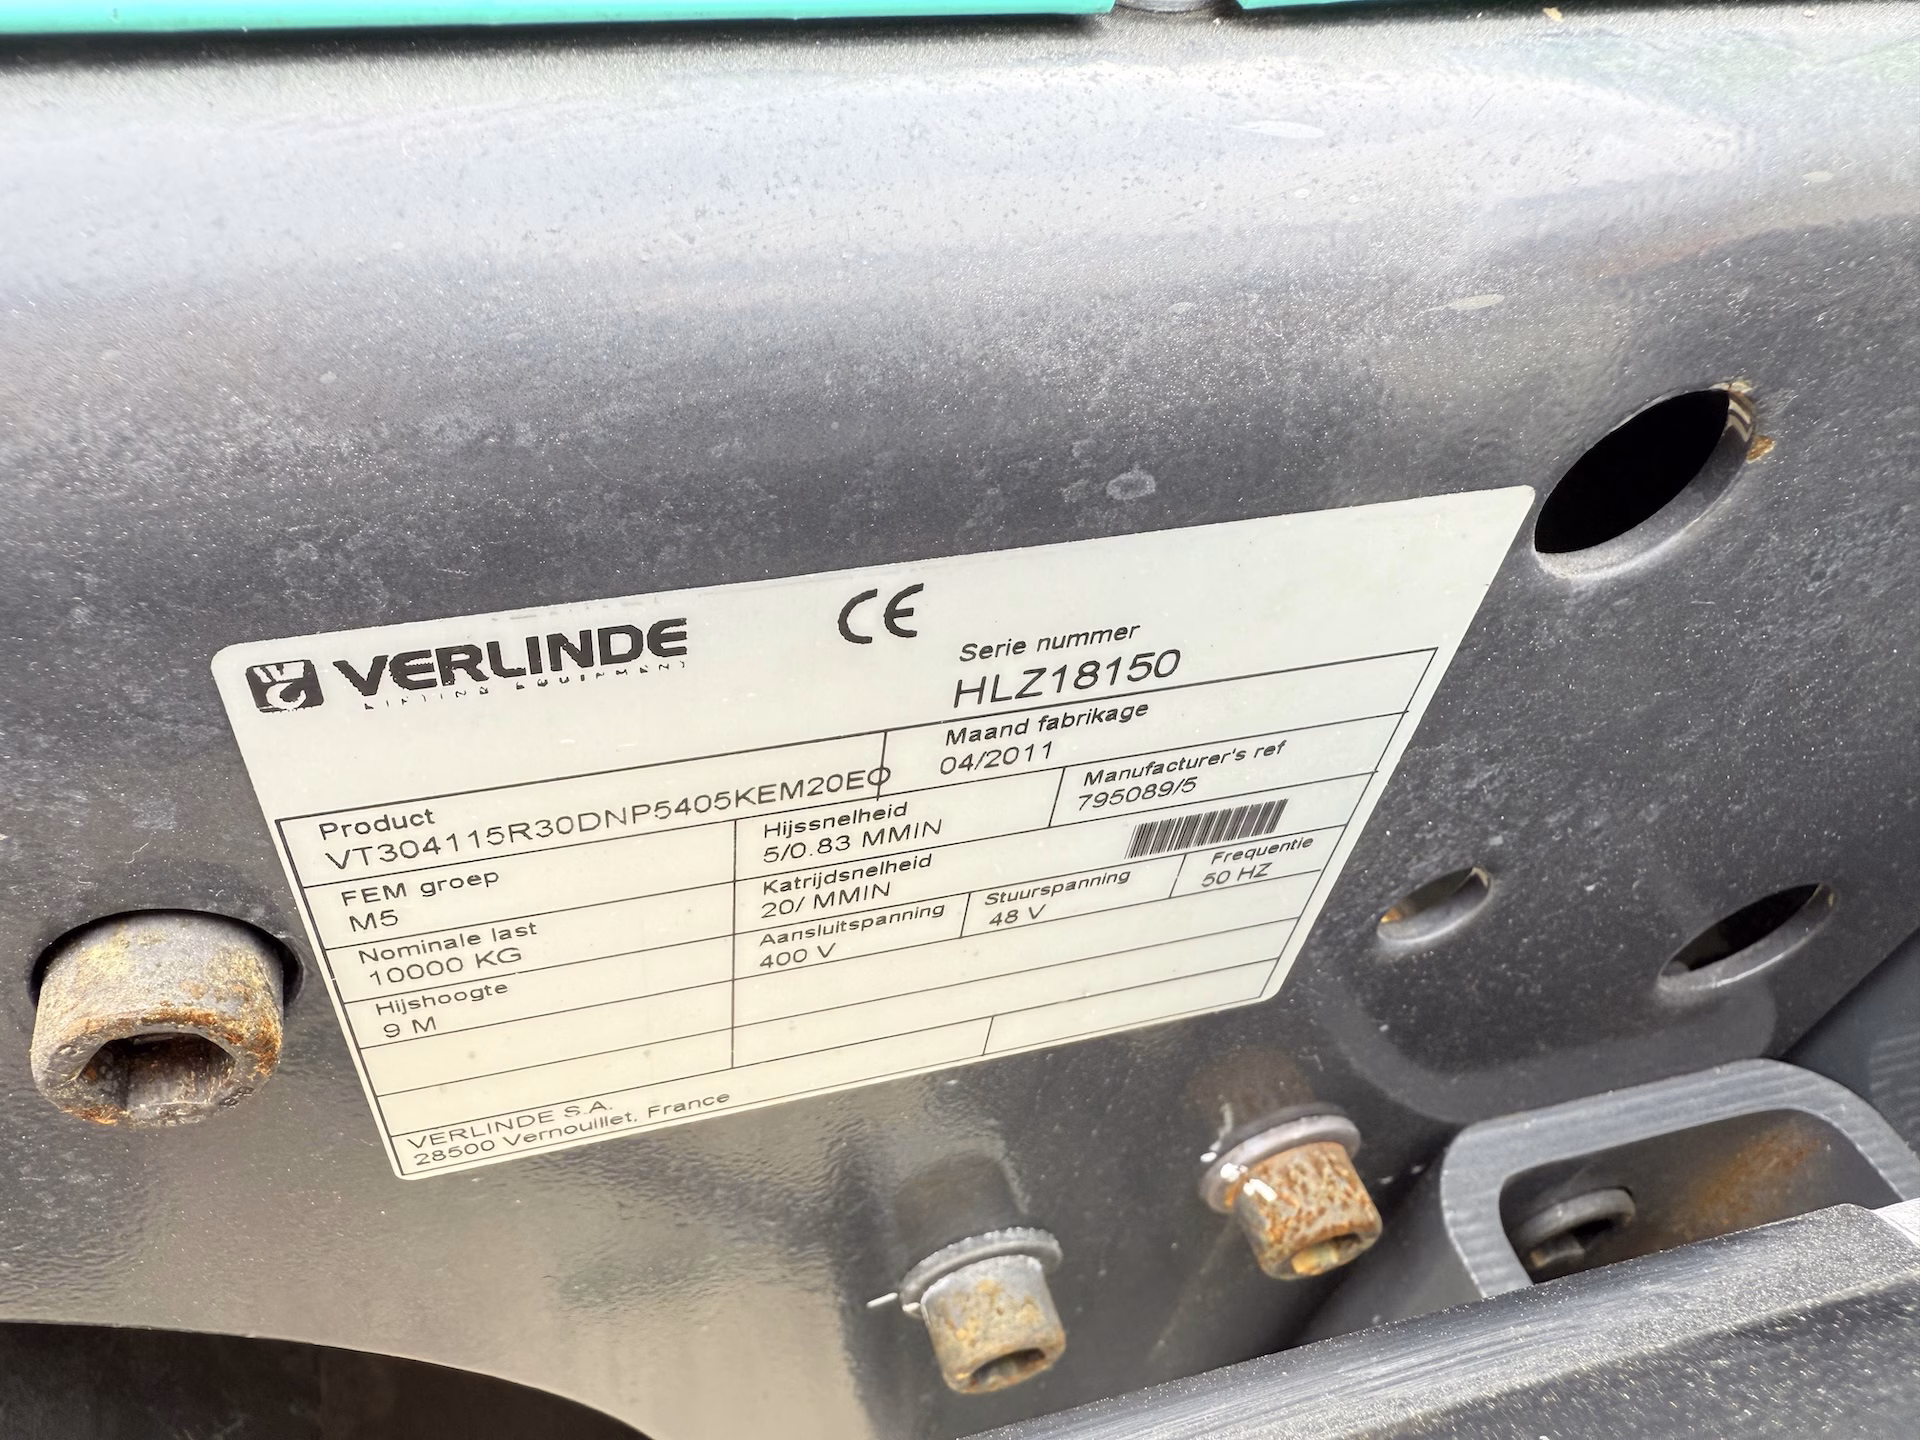 VERLINDE
LIFTING EQUIPMENT
CE
Serie nummer
HLZ18150
Product
VT304115R30DNP5405KEM20EO
Maand fabrikage
04/2011
FEM groep
M5
Hijssnelheid
5/0.83 MMIN
Manufacturer's ref
795089/5
Nominale last
10000 KG
Katrijdsnelheid
20/ MMIN
Hijshoogte
9 M
Aansluitspanning
400 V
Stuurspanning
48 V
Frequentie
50 HZ
VERLINDE S.A.
28500 Vernouillet, France